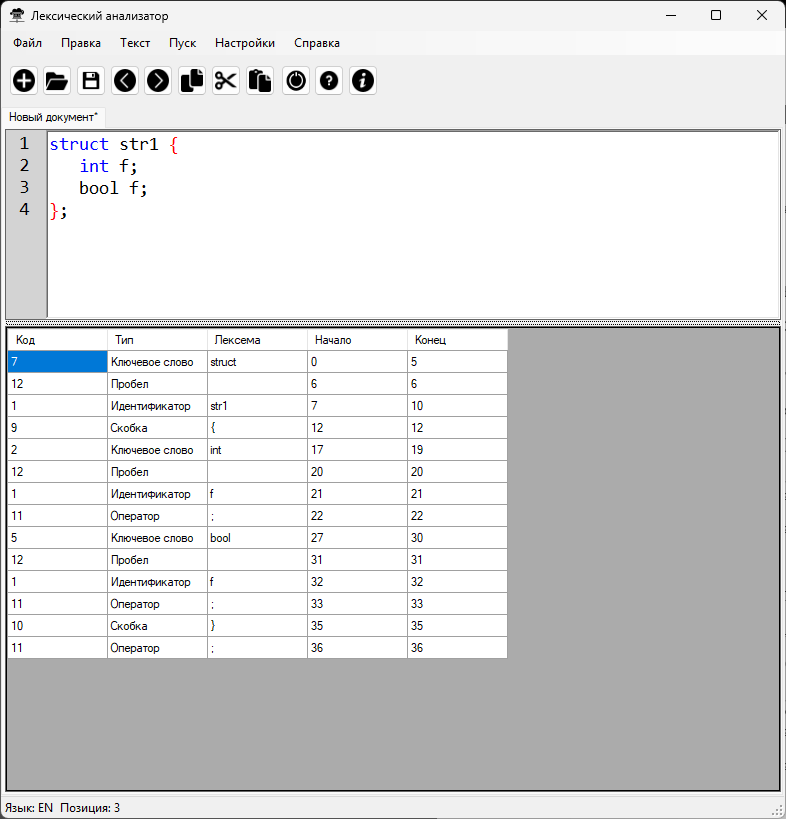 Лексический анализатор
Файл Правка Текст Пуск Настройки Справка
Новый документ*
1 struct str1 {
2 int f;
3 bool f;
4 };
Код Тип Лексема Начало Конец
7 Ключевое слово struct 0 5
12 Пробел 6 6
1 Идентификатор str1 7 10
9 Скобка { 12 12
2 Ключевое слово int 17 19
12 Пробел 20 20
1 Идентификатор f 21 21
11 Оператор ; 22 22
5 Ключевое слово bool 27 30
12 Пробел 31 31
1 Идентификатор f 32 32
11 Оператор ; 33 33
10 Скобка } 35 35
11 Оператор ; 36 36
Язык: EN Позиция: 3